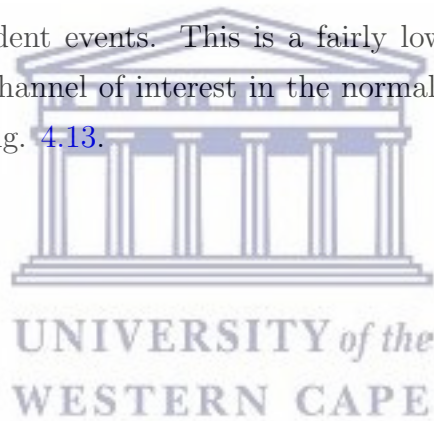 dent events. This is a fairly low
hannel of interest in the normal
g. 4.13.
UNIVERSITY of the
WESTERN CAPE